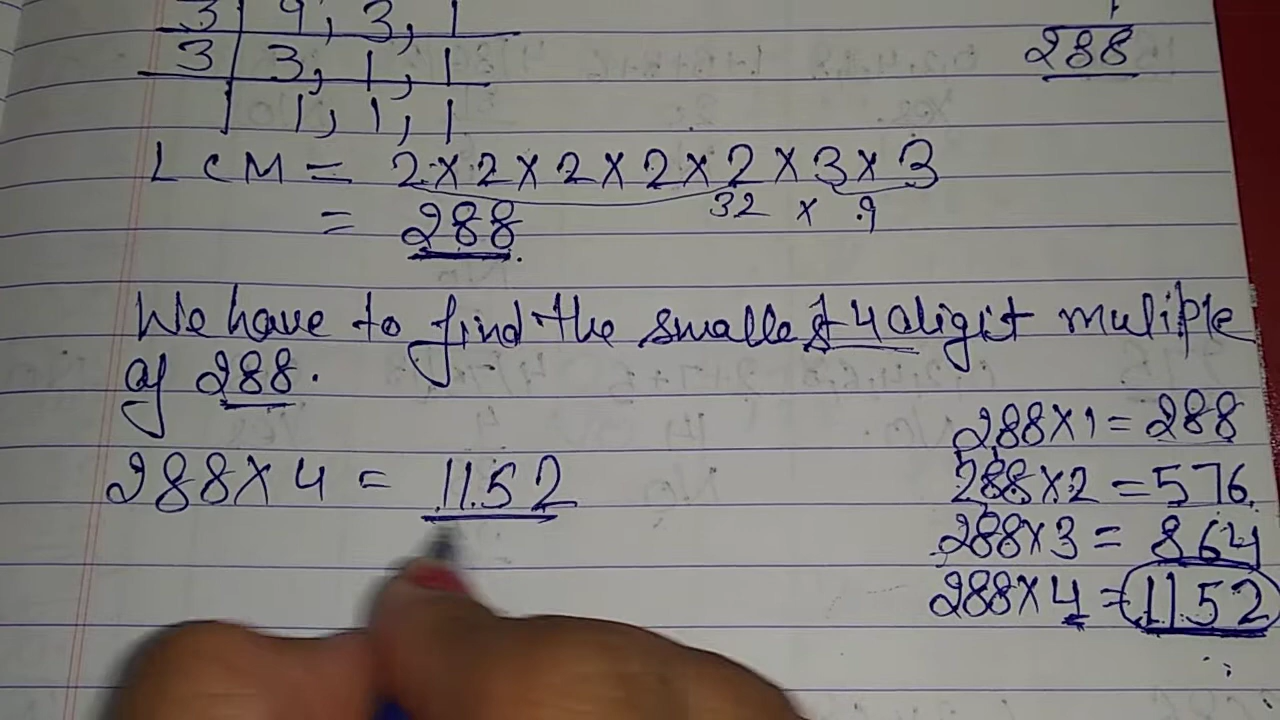 3 | 9, 3, 1
288
3 | 3, 1, 1
| 1, 1, 1
LCM = 2×2×2×2×2×3×3
32 × 9
= 288.
We have to find the smallest 4 digit muliple
of 288.
288×1 = 288
288×4 = 1152
288×2 = 576
288×3 = 864
288×4 = 1152